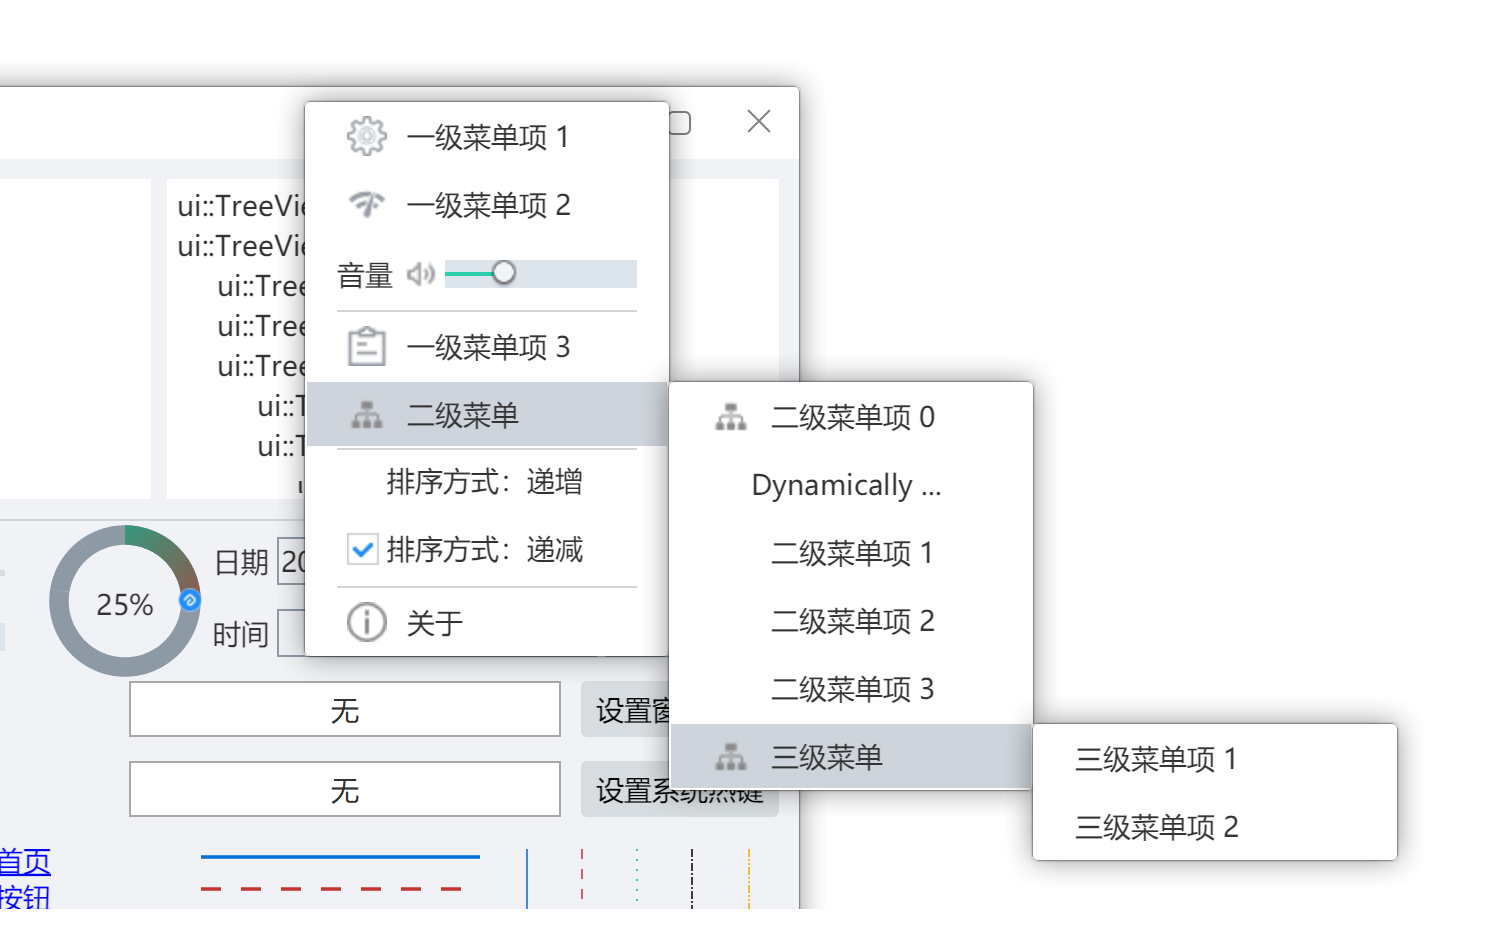 一级菜单项 1
一级菜单项 2
音量
一级菜单项 3
二级菜单
排序方式：递增
排序方式：递减
关于
二级菜单项 0
Dynamically ...
二级菜单项 1
二级菜单项 2
二级菜单项 3
三级菜单
三级菜单项 1
三级菜单项 2
ui::TreeVie
ui::TreeVie
ui::Tree
ui::Tree
ui::Tree
ui::T
ui::T
25%
日期 20
时间
无
设置窗
无
设置系统热键
首页
按钮